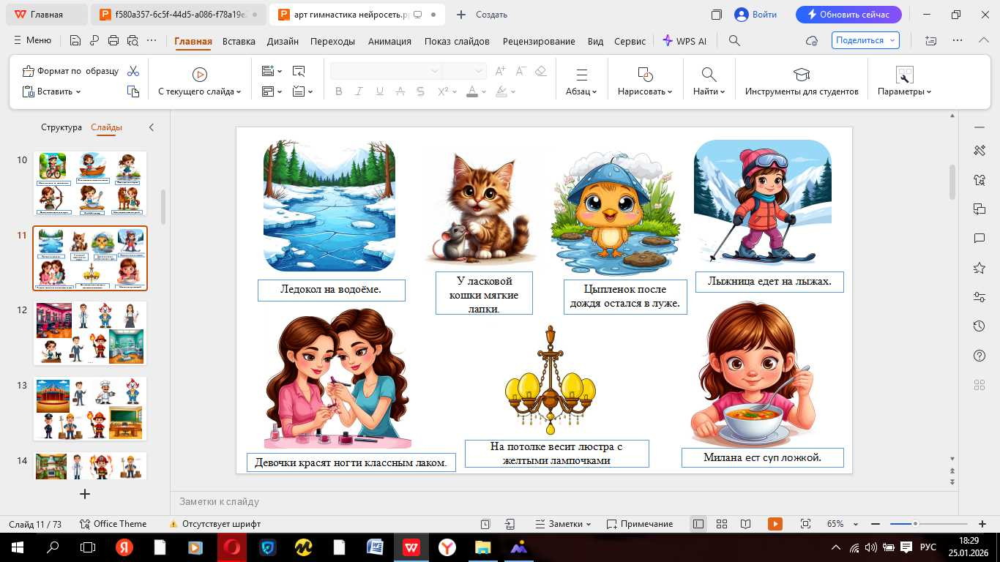 Главная
f580a357-6c5f-44d5-a086-f78a19e
арт гимнастика нейросеть.pp
Создать
Войти
Обновить сейчас
Меню
Главная
Вставка
Дизайн
Переходы
Анимация
Показ слайдов
Рецензирование
Вид
Сервис
WPS AI
Поделиться
Формат по образцу
Вставить
С текущего слайда
Абзац
Нарисовать
Найти
Инструменты для студентов
Параметры
Структура
Слайды
10
11
12
13
14
Ледокол на водоёме.
У ласковой
кошки мягкие
лапки.
Цыпленок после
дождя остался в луже.
Лыжница едет на лыжах.
Девочки красят ногти классным лаком.
На потолке весит люстра с
желтыми лампочками
Милана ест суп ложкой.
Заметки к слайду
Слайд 11 / 73
Office Theme
Отсутствует шрифт
Заметки
Примечание
65%
РУС
18:29
25.01.2026